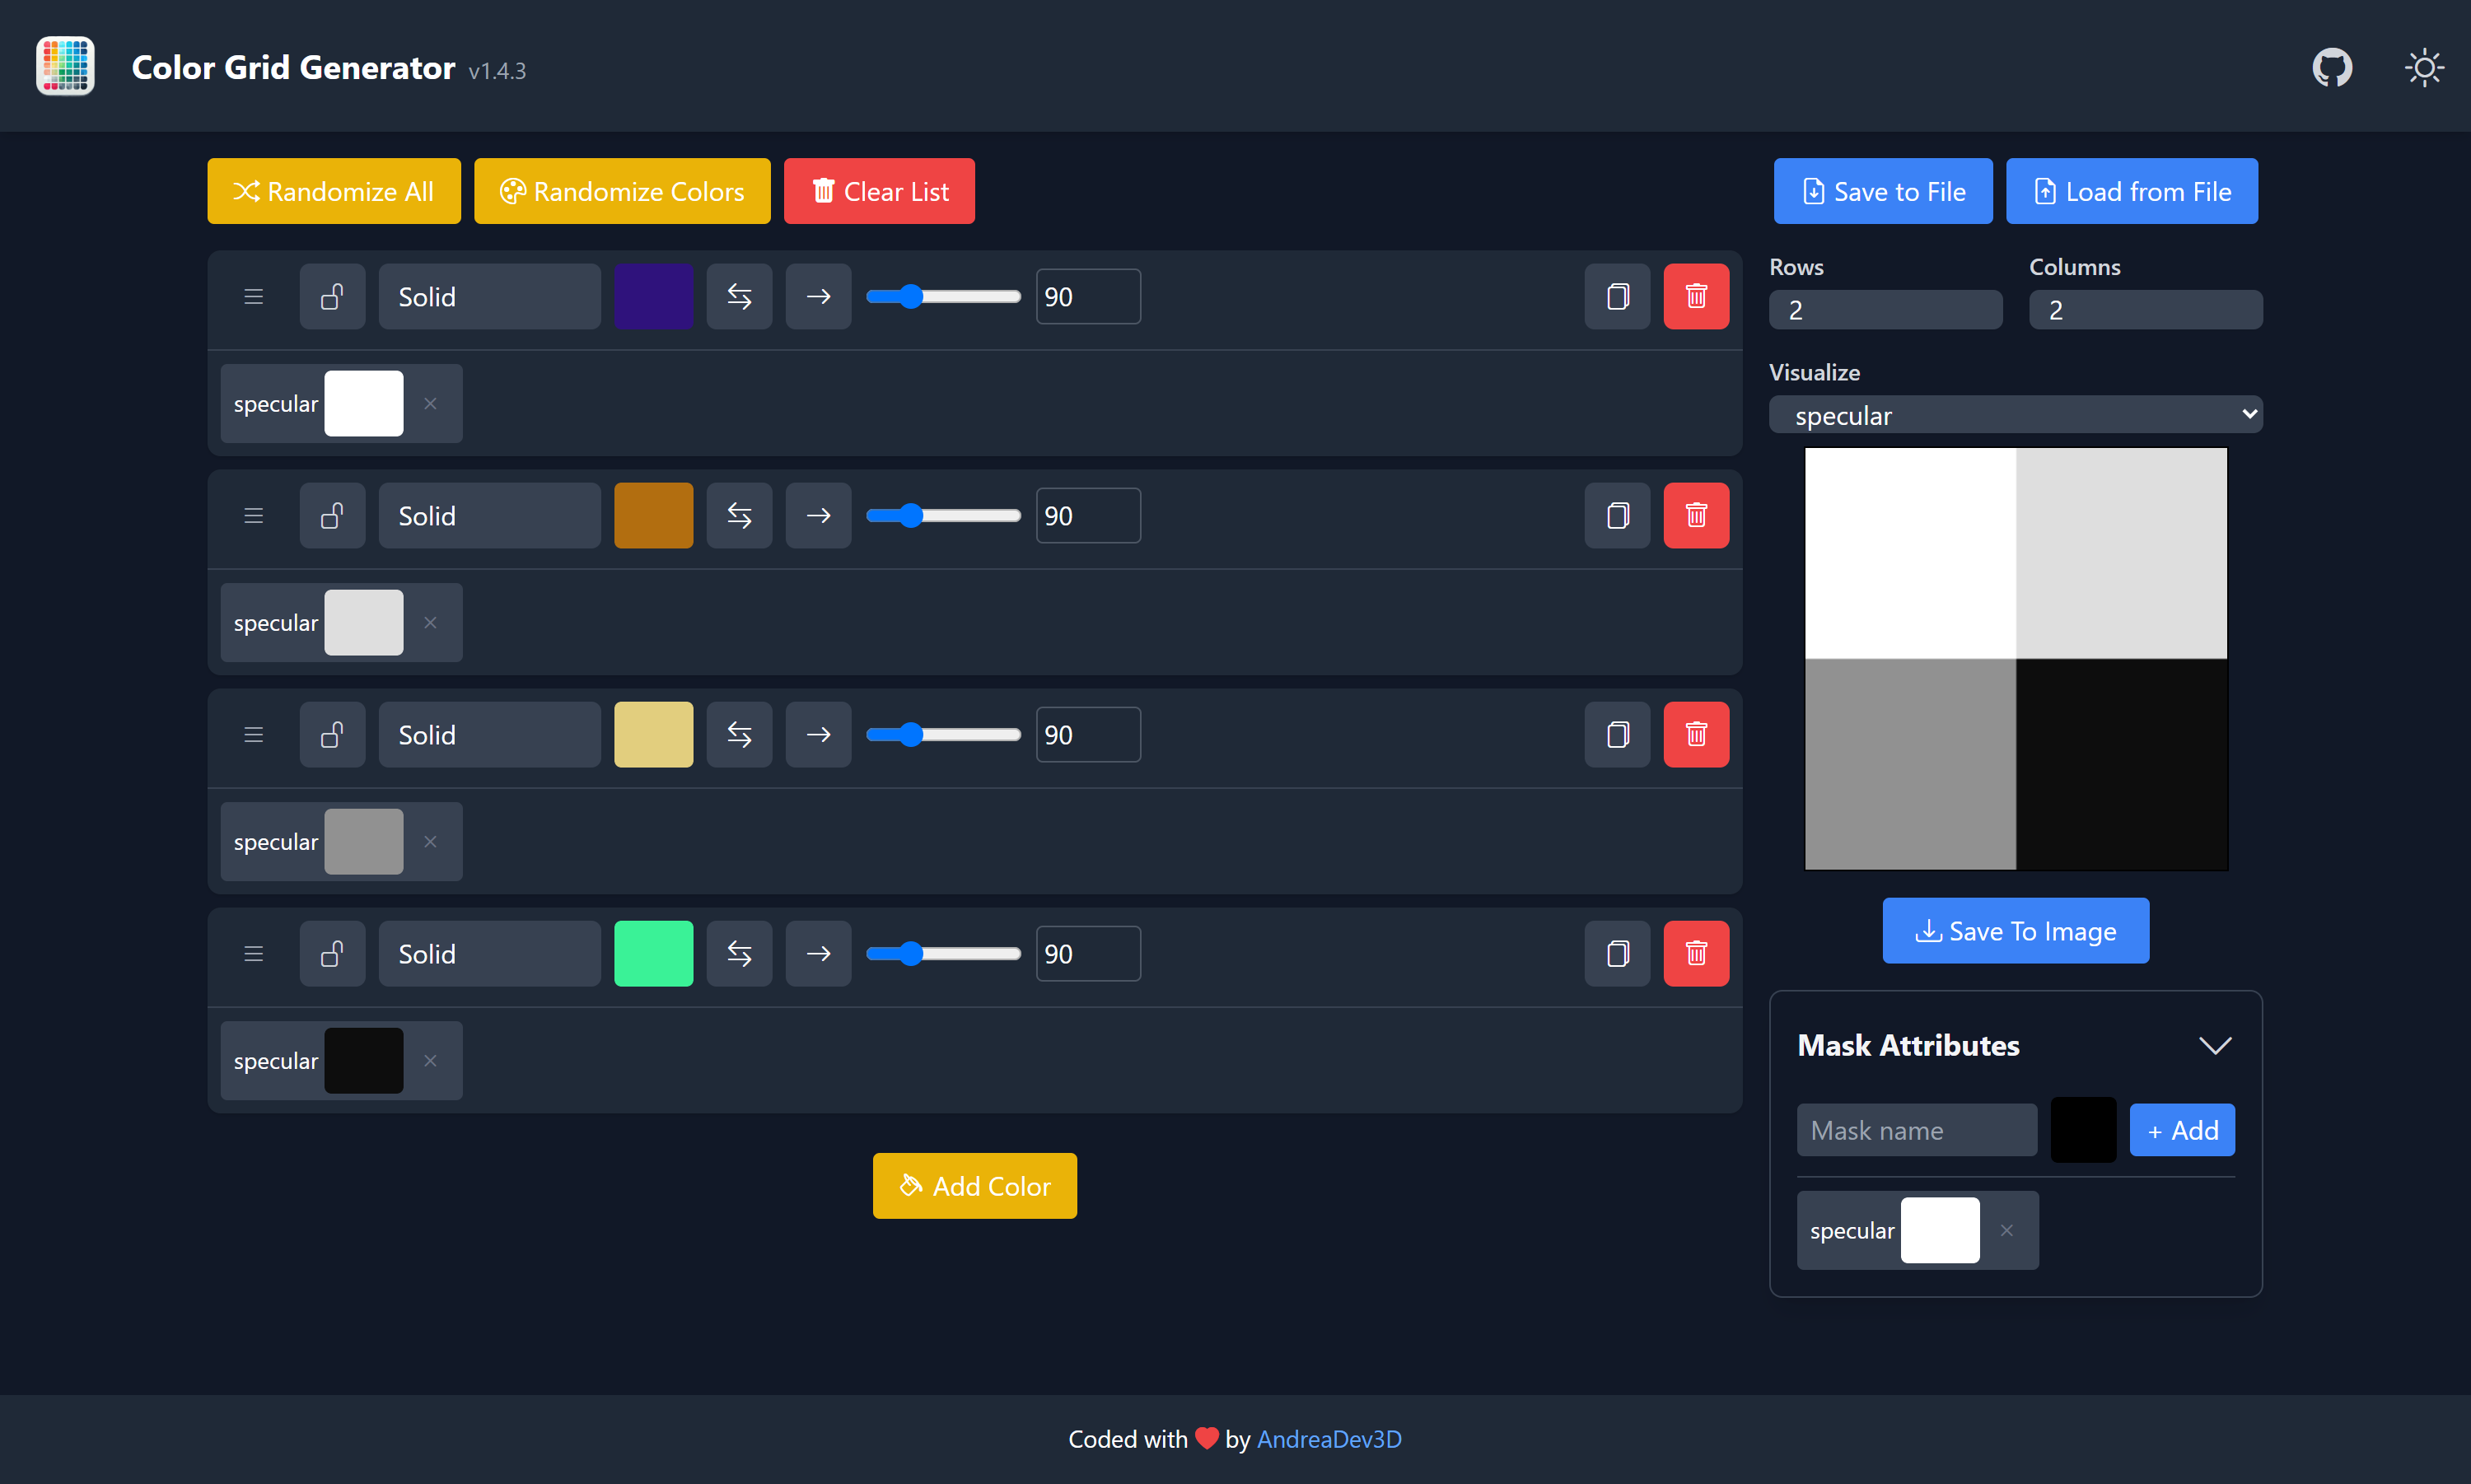 Color Grid Generator v1.4.3
Randomize All
Randomize Colors
Clear List
Save to File
Load from File
Solid
90
specular ×
Solid
90
specular ×
Solid
90
specular ×
Solid
90
specular ×
Add Color
Rows
Columns
2
2
Visualize
specular
Save To Image
Mask Attributes
Mask name
+ Add
specular ×
Coded with ❤ by AndreaDev3D